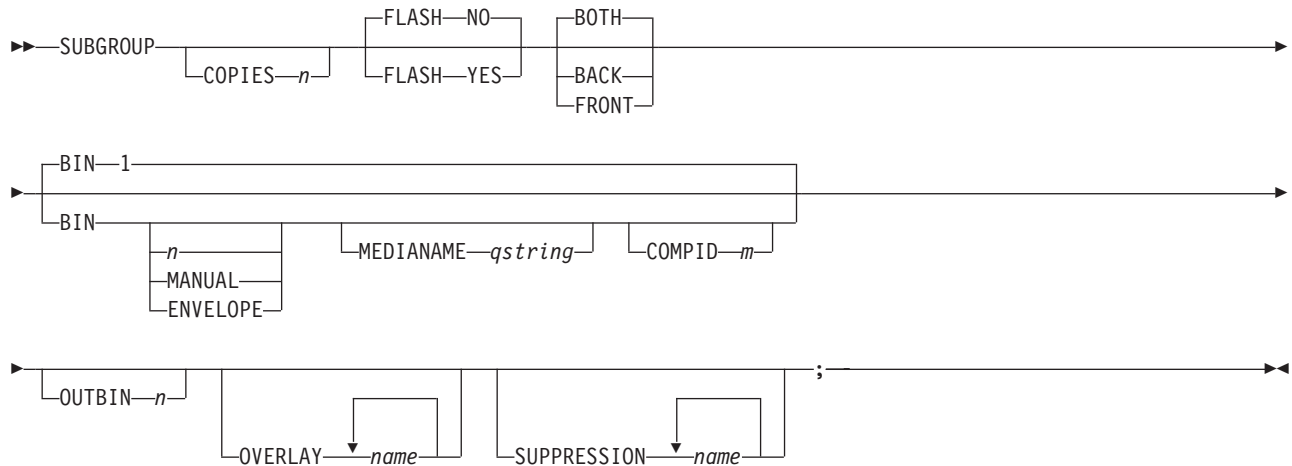 FLASH NO BOTH
SUBGROUP
COPIES n FLASH YES BACK
FRONT
BIN 1
BIN
n MEDIANAME qstring COMPID m
MANUAL
ENVELOPE
;
OUTBIN n
OVERLAY name SUPPRESSION name